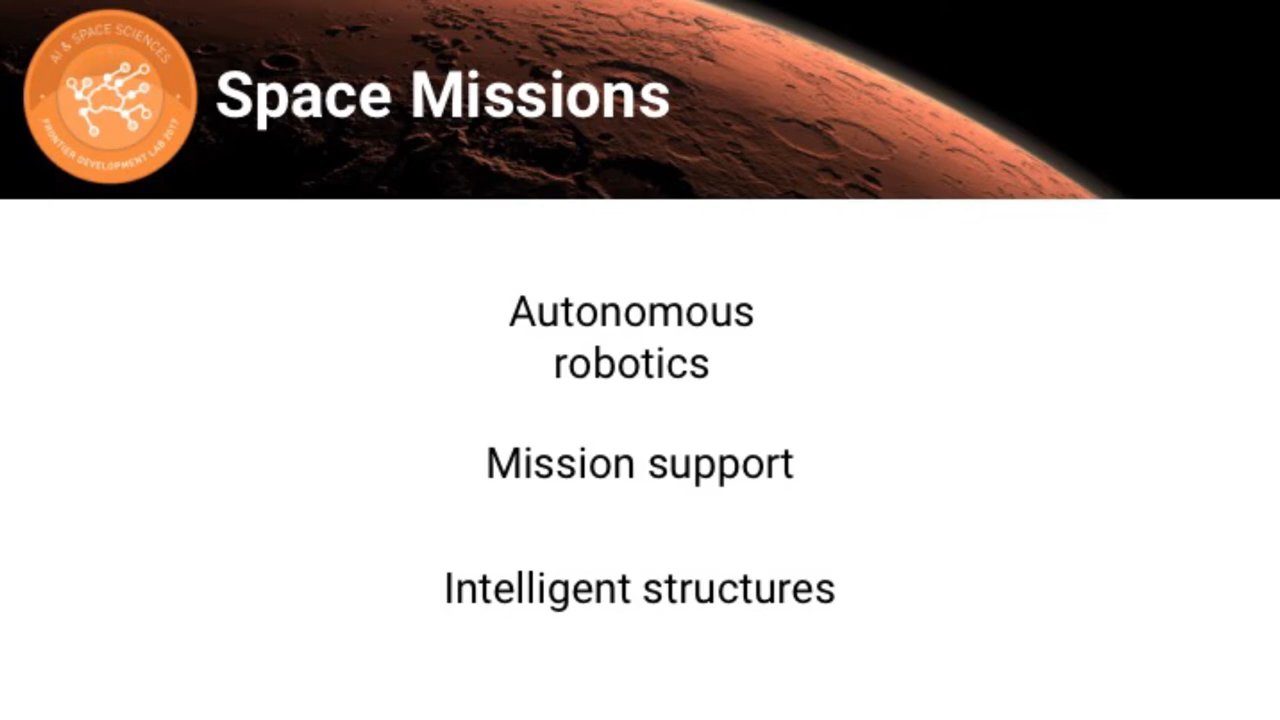 AI & SPACE SCIENCES
FRONTIER DEVELOPMENT LAB 2017
Space Missions
Autonomous
robotics
Mission support
Intelligent structures